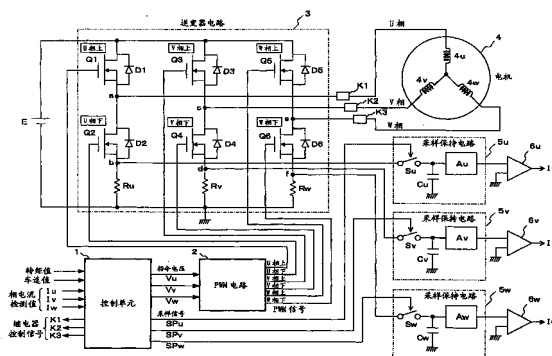 逆变器电路
3
U相
4
U相上
V相上
W相上
Q1
Q3
Q5
D1
D3
D5
K1
4u
4v
4w
电机
a
c
e
K2
V相
K3
W相
E
U相下
V相下
W相下
Q2
Q4
Q6
D2
D4
D6
b
d
f
Ru
Rv
Rw
采样保持电路
5u
6u
Su
Au
Cu
采样保持电路
5v
6v
Sv
Av
Cv
采样保持电路
5w
6w
Sw
Aw
Cw
1
2
U相上
U相下
V相上
V相下
W相上
W相下
PWM 信号
转矩值
车速值
相电流
检测值
Iu
Iv
Iw
继电器
控制信号
K1
K2
K3
控制单元
指令电压
Vu
Vv
Vw
PWM 电路
采样信号
SPu
SPv
SPw